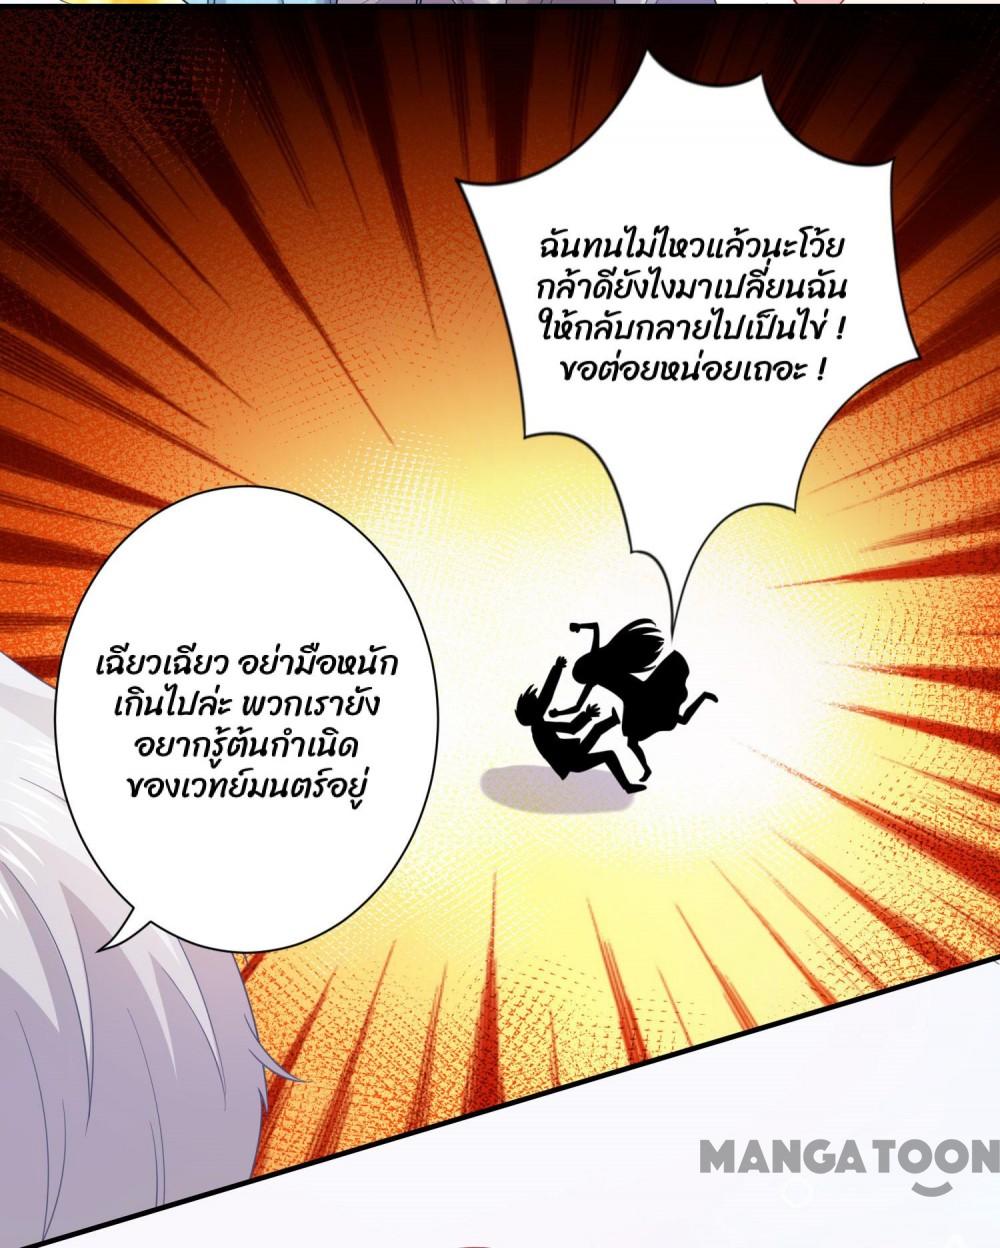 ฉันทนไม่ไหวแล้วนะโว้ย
กล้าดียังไงมาเปลี่ยนฉัน
ให้กลับกลายไปเป็นไข่ !
ขอต่อยหน่อยเถอะ !
เฉียวเฉียว อย่ามือหนัก
เกินไปล่ะ พวกเรายัง
อยากรู้ต้นกำเนิด
ของเวทย์มนตร์อยู่
MANGATOON